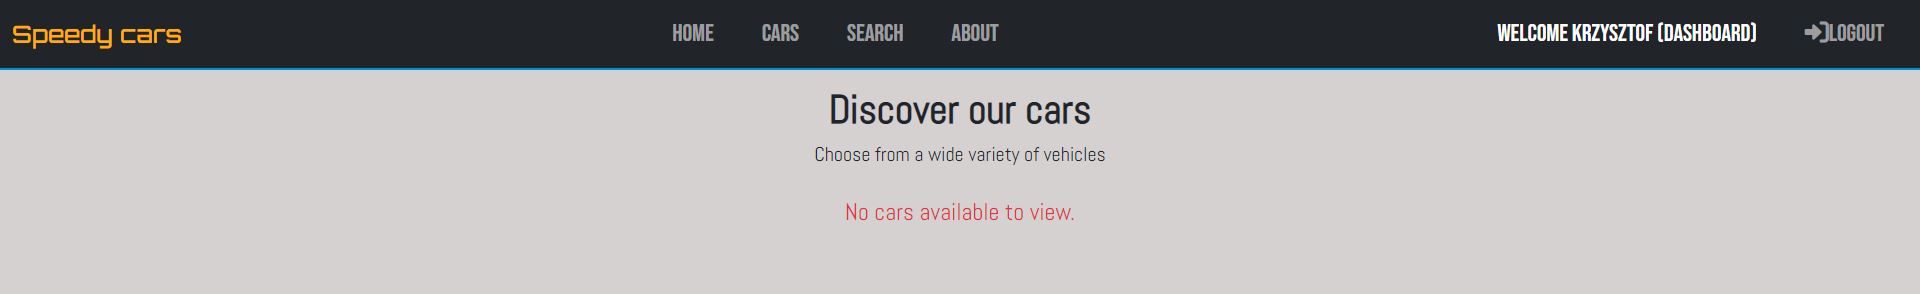 Speedy cars HOME CARS SEARCH ABOUT WELCOME KRZYSZTOF (DASHBOARD) LOGOUT
Discover our cars
Choose from a wide variety of vehicles
No cars available to view.